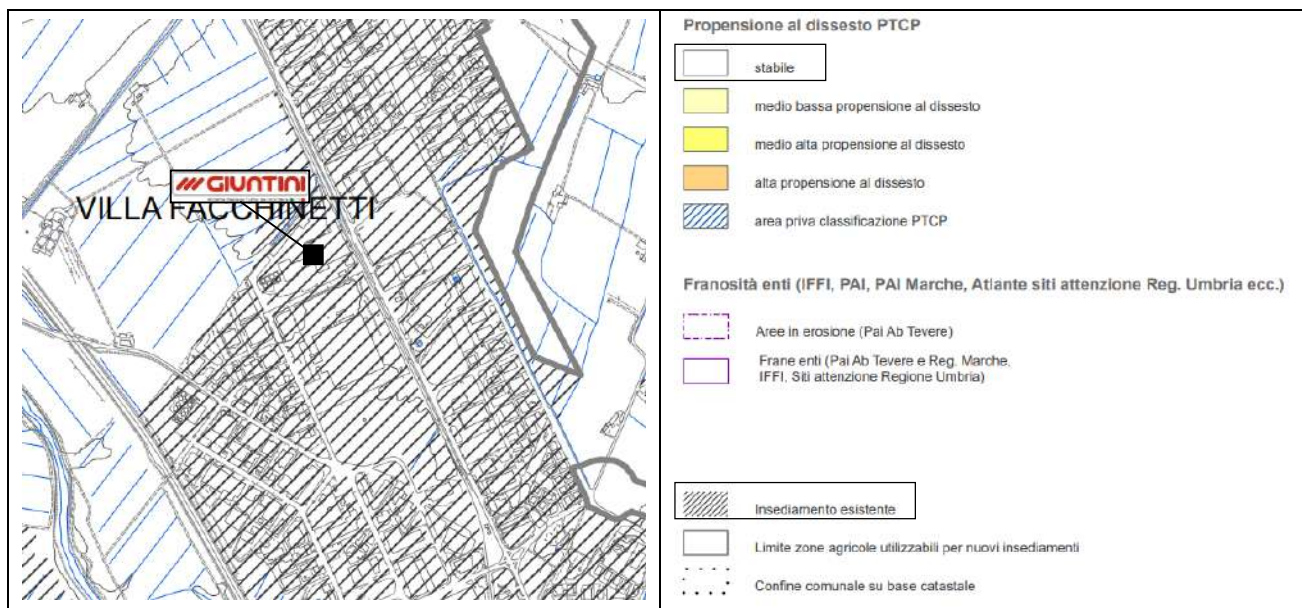 GIUNTINI
VILLA FACCHINETTI
Propensione al dissesto PTCP
stabile
medio bassa propensione al dissesto
medio alta propensione al dissesto
alta propensione al dissesto
area priva classificazione PTCP
Franosità enti (IFFI, PAI, PAI Marche, Atlante siti attenzione Reg. Umbria ecc.)
Aree in erosione (Pai Ab Tevere)
Frane enti (Pai Ab Tevere e Reg. Marche,
IFFI, Siti attenzione Regione Umbria)
Insediamento esistente
Limite zone agricole utilizzabili per nuovi insediamenti
Confine comunale su base catastale